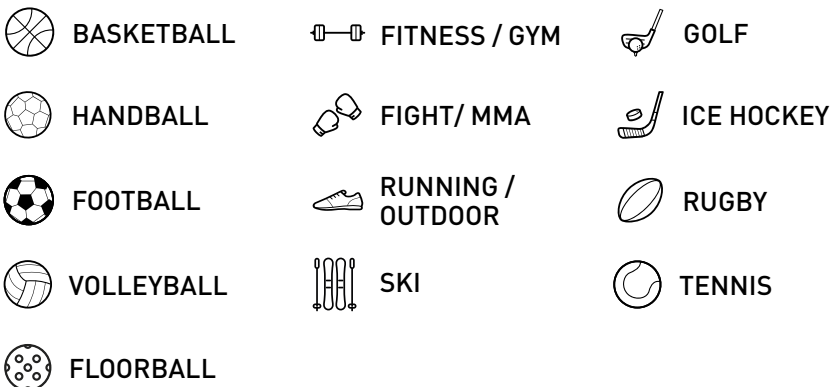 BASKETBALL
HANDBALL
FOOTBALL
VOLLEYBALL
FLOORBALL
FITNESS / GYM
FIGHT/ MMA
RUNNING /
OUTDOOR
SKI
GOLF
ICE HOCKEY
RUGBY
TENNIS